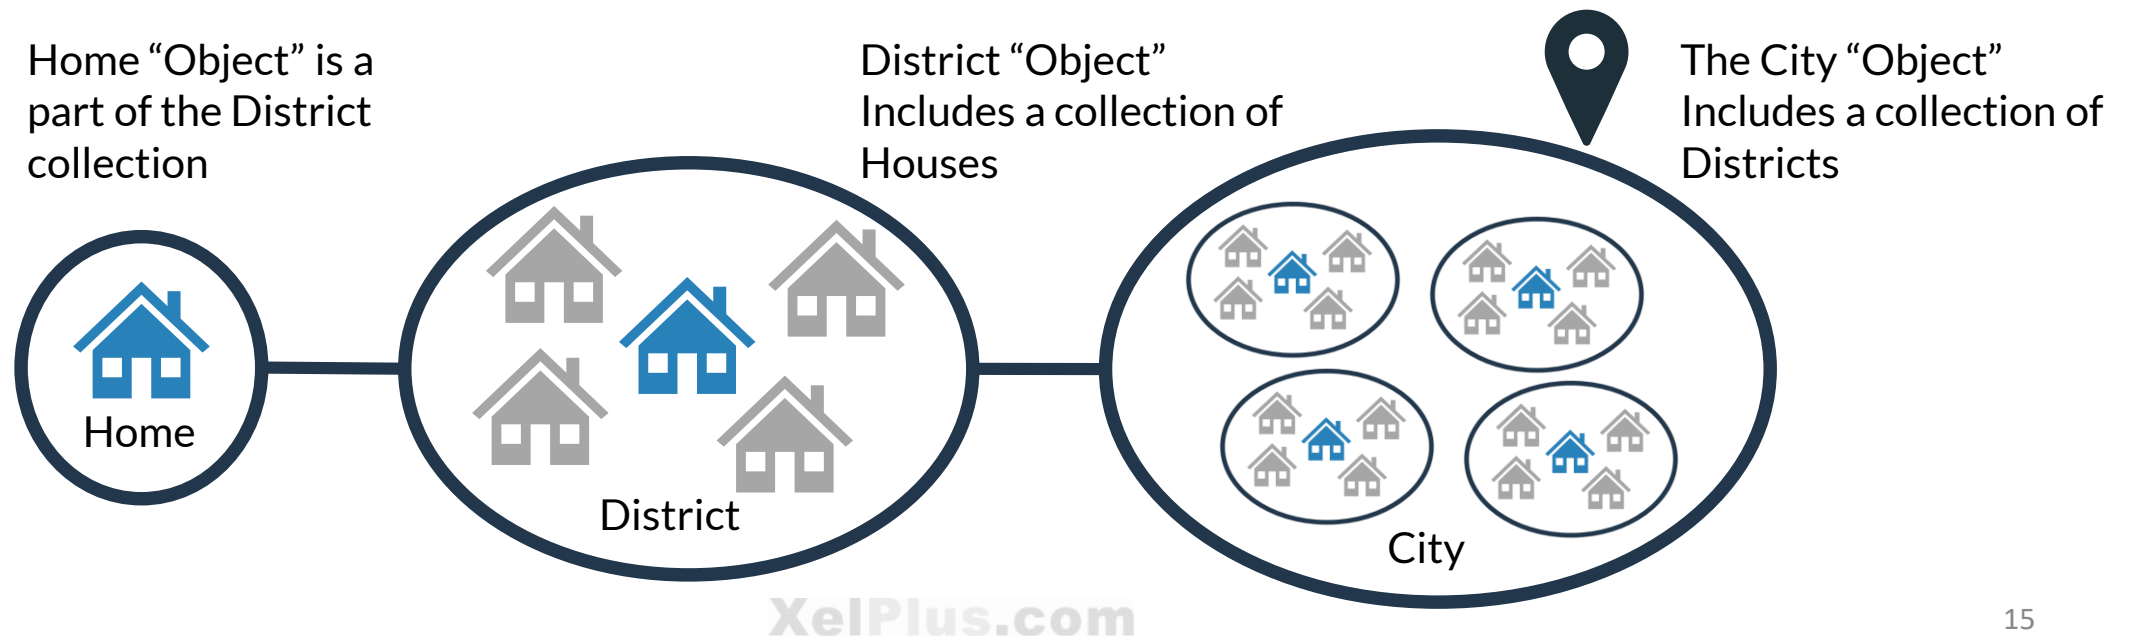 Home “Object” is a
part of the District
collection
District “Object”
Includes a collection of
Houses
The City “Object”
Includes a collection of
Districts
Home
District
City
XelPlus.com
15